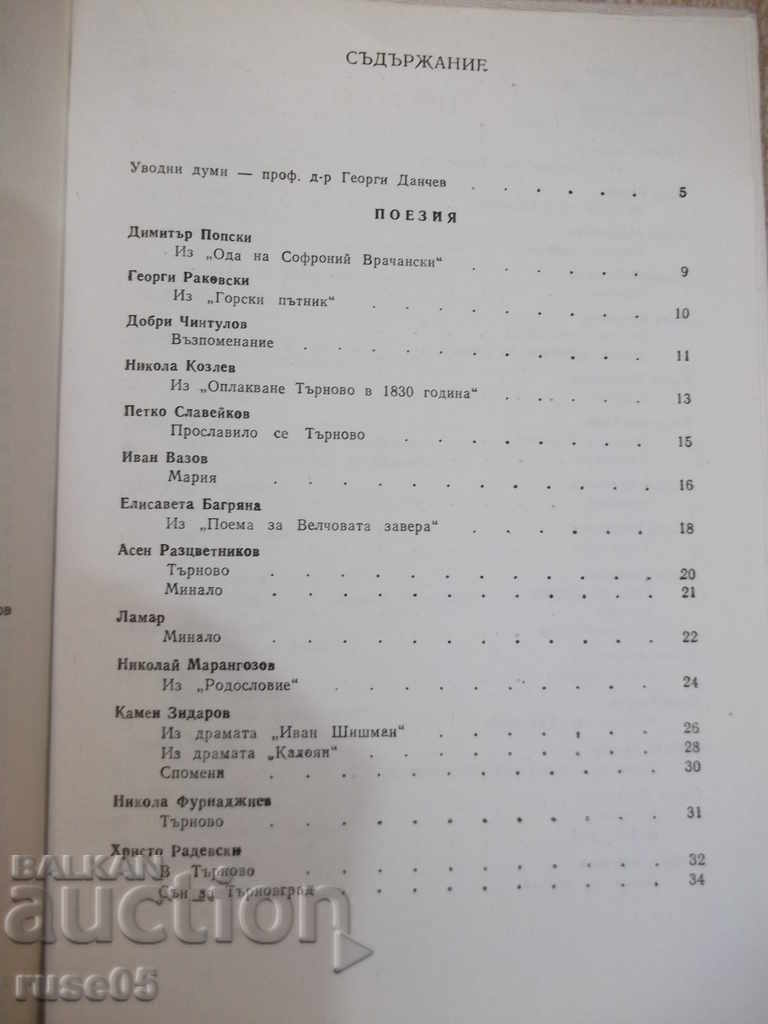 СЪДЪРЖАНИЕ
Уводни думи — проф. д-р Георги Данчев . . . . . . 5
ПОЕЗИЯ
Димитър Попски
Из „Ода на Софроний Врачански“ . . . . . . 9
Георги Раковски
Из „Горски пътник“ . . . . . . . . 10
Добри Чинтулов
Възпоменание . . . . . . . . . . 11
Никола Козлев
Из „Оплакване Търново в 1830 година“ . . . . . 13
Петко Славейков
Прославило се Търново . . . . . . . . 15
Иван Вазов
Мария . . . . . . . . . . 16
Елисавета Багряна
Из „Поема за Велчовата завера“ . . . . . . 18
Асен Разцветников
Търново . . . . . . . . . . . . 20
Минало . . . . . . . . . . . . 21
Ламар
Минало . . . . . . . . . . . 22
Николай Марангозов
Из „Родословие“ . . . . . . . . . 24
Камен Зидаров
Из драмата „Иван Шишман“ . . . . . . . 26
Из драмата „Калоян“ . . . . . . . . 28
Спомени . . . . . . . . . . . 30
Никола Фурнаджиев
Търново . . . . . . . . . . . 31
Христо Радевски
В Търново . . . . . . . . . 32
Сън за Търновград . . . . . . . . . 34
ов
BALKAN
auction
ruse05